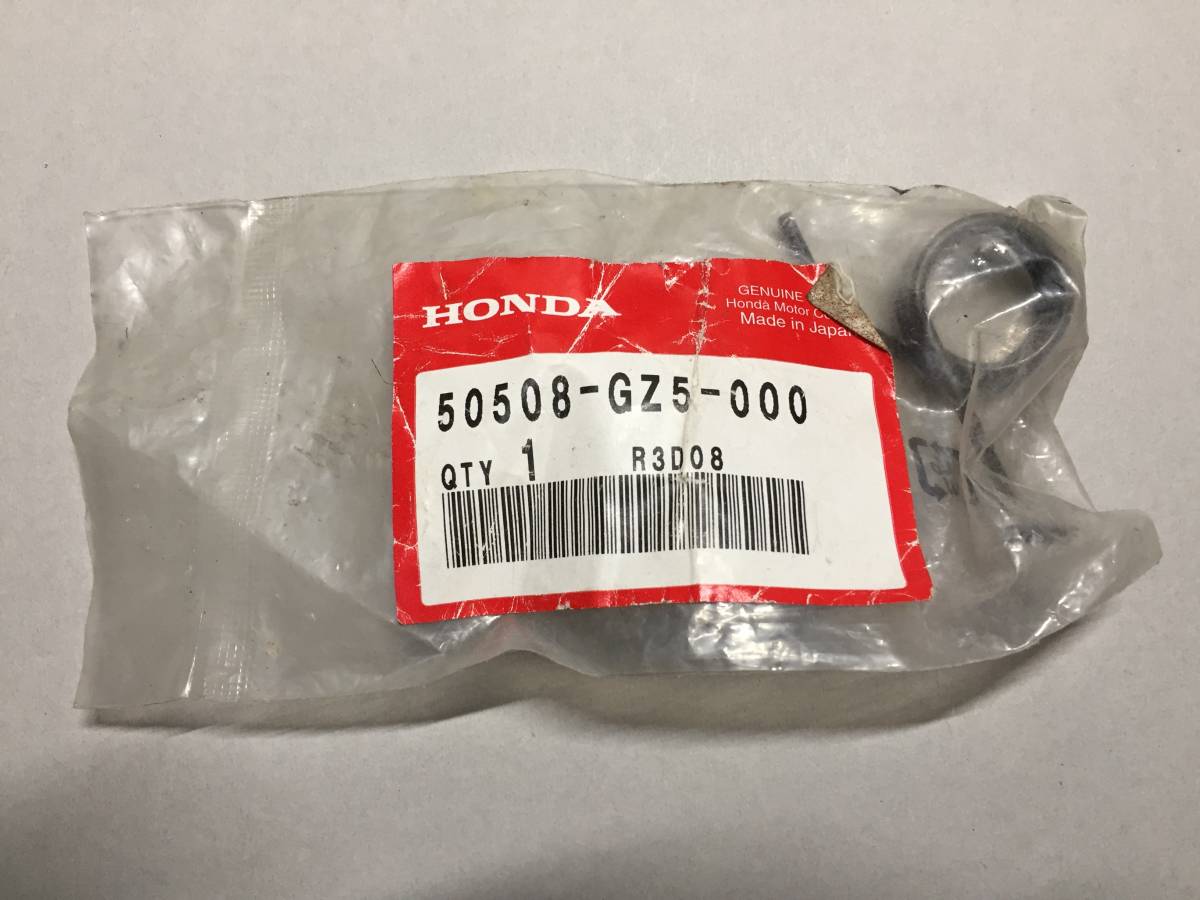 HONDA
GENUINE
Honda Motor Co
Made in Japan
50508-GZ5-000
QTY 1 R3D08